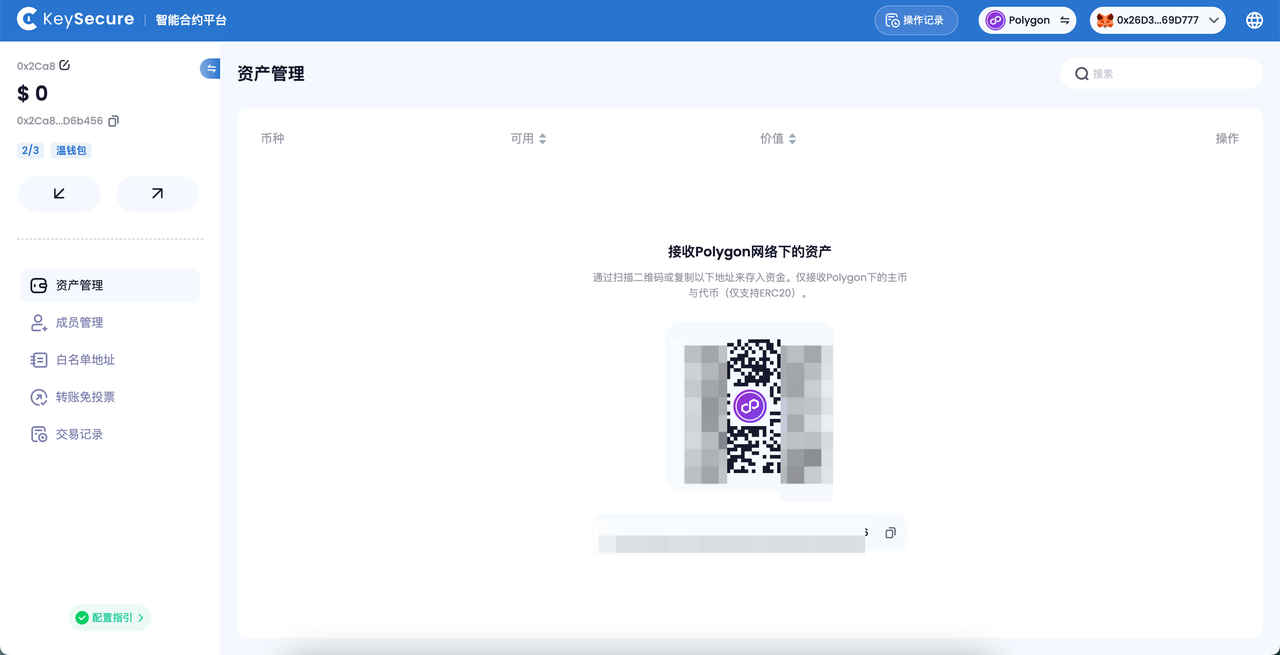 KeySecure
智能合约平台
操作记录
Polygon
0x26D3...69D777
0x2Ca8
$ 0
0x2Ca8...D6b456
2/3
温钱包
资产管理
成员管理
白名单地址
转账免投票
交易记录
配置指引
资产管理
搜索
币种
可用
价值
操作
接收Polygon网络下的资产
通过扫描二维码或复制以下地址来存入资金。仅接收Polygon下的主币
与代币（仅支持ERC20）。